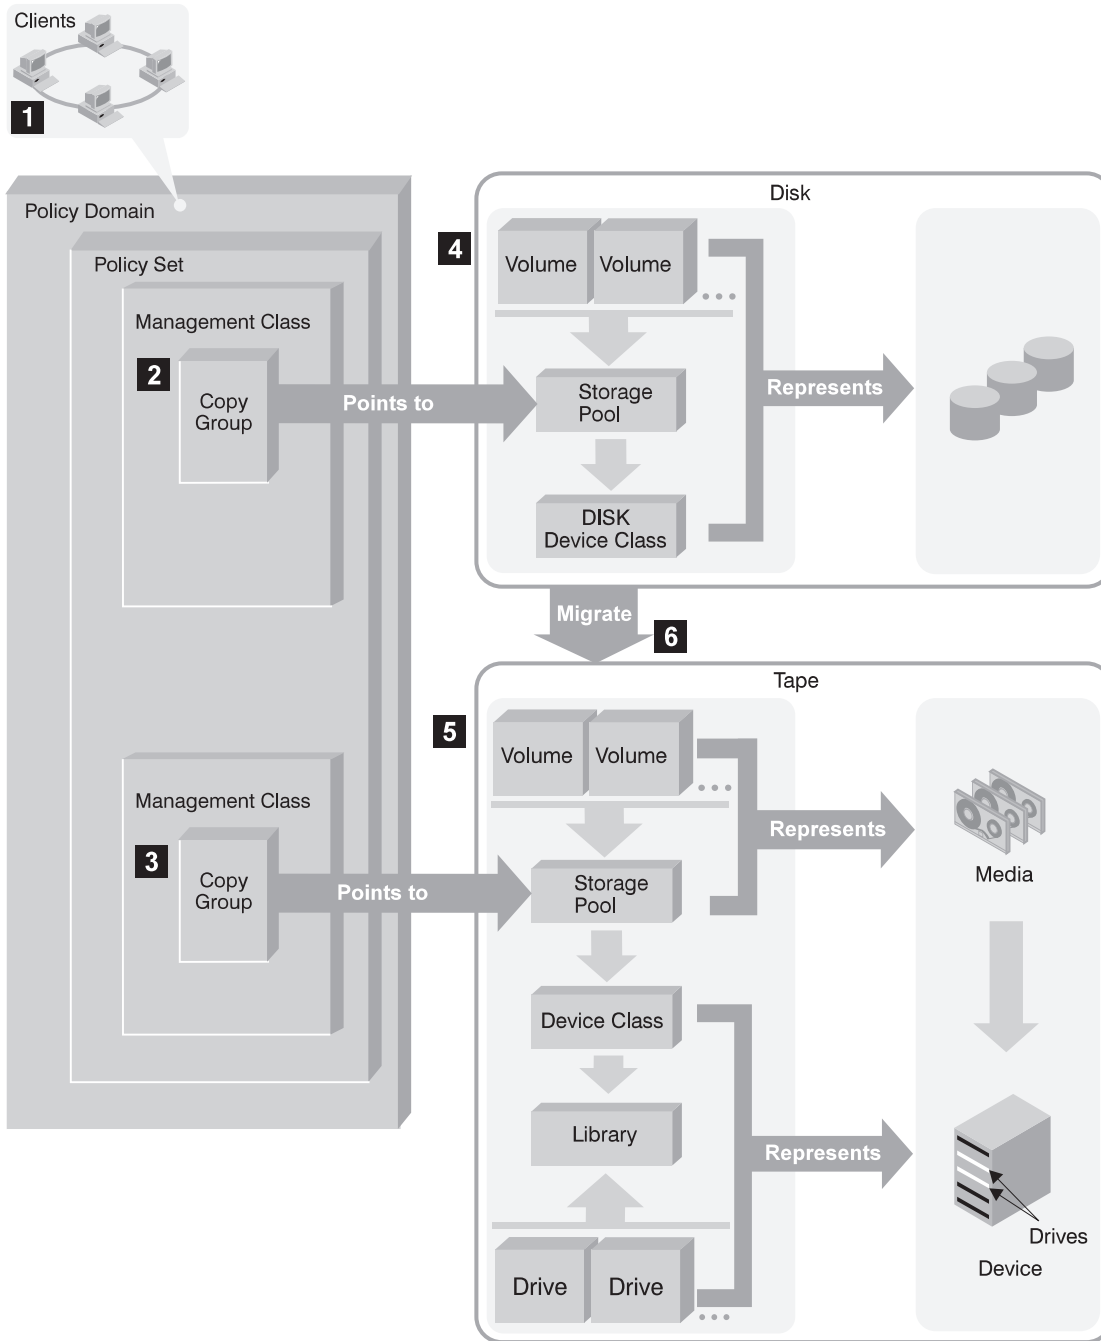 Clients
1
Policy Domain
Policy Set
Management Class
2
Copy
Group
Points to
Management Class
3
Copy
Group
Points to
Disk
4
Volume
Volume
Storage
Pool
DISK
Device Class
Represents
Migrate
6
Tape
5
Volume
Volume
Storage
Pool
Device Class
Library
Drive
Drive
Represents
Media
Represents
Drives
Device